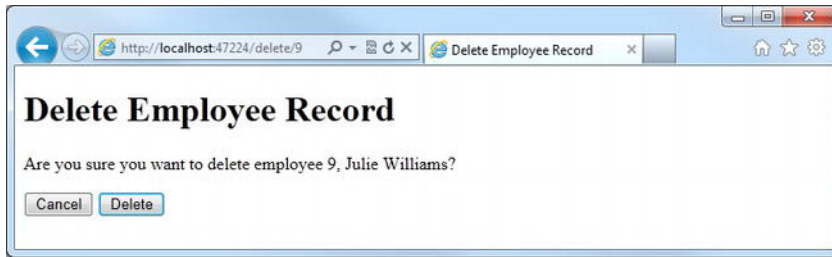 http://localhost:47224/delete/9
Delete Employee Record
Delete Employee Record
Are you sure you want to delete employee 9, Julie Williams?
Cancel Delete